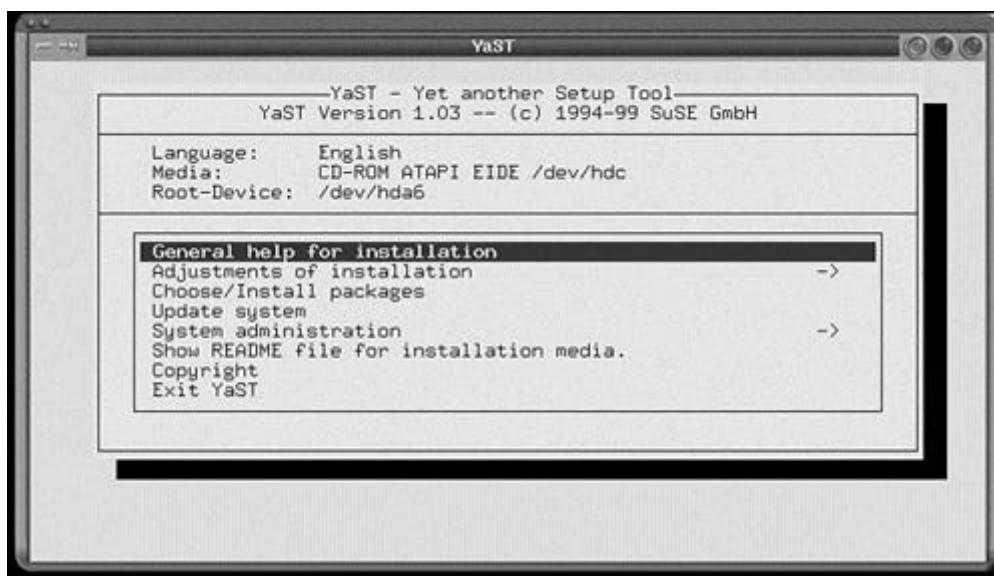 YaST
YaST - Yet another Setup Tool
YaST Version 1.03 -- (c) 1994-99 SuSE GmbH
Language: English
Media: CD-ROM ATAPI EIDE /dev/hdc
Root-Device: /dev/hda6
General help for installation
Adjustments of installation ->
Choose/Install packages
Update system
System administration ->
Show README file for installation media.
Copyright
Exit YaST